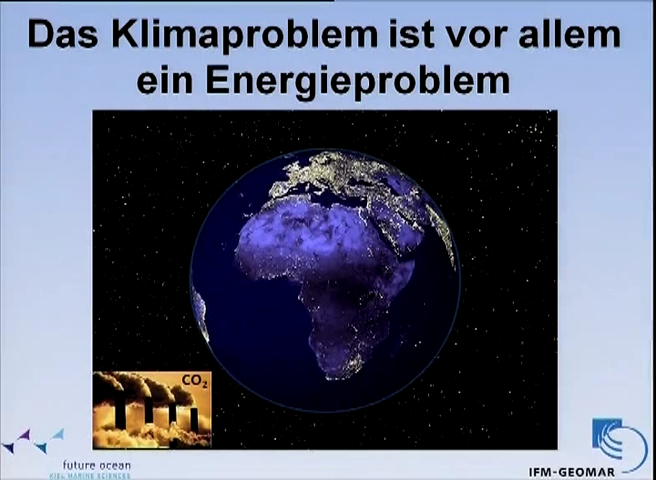 Das Klimaproblem ist vor allem
ein Energieproblem
CO₂
future ocean
KIEL MARINE SCIENCES
IFM-GEOMAR